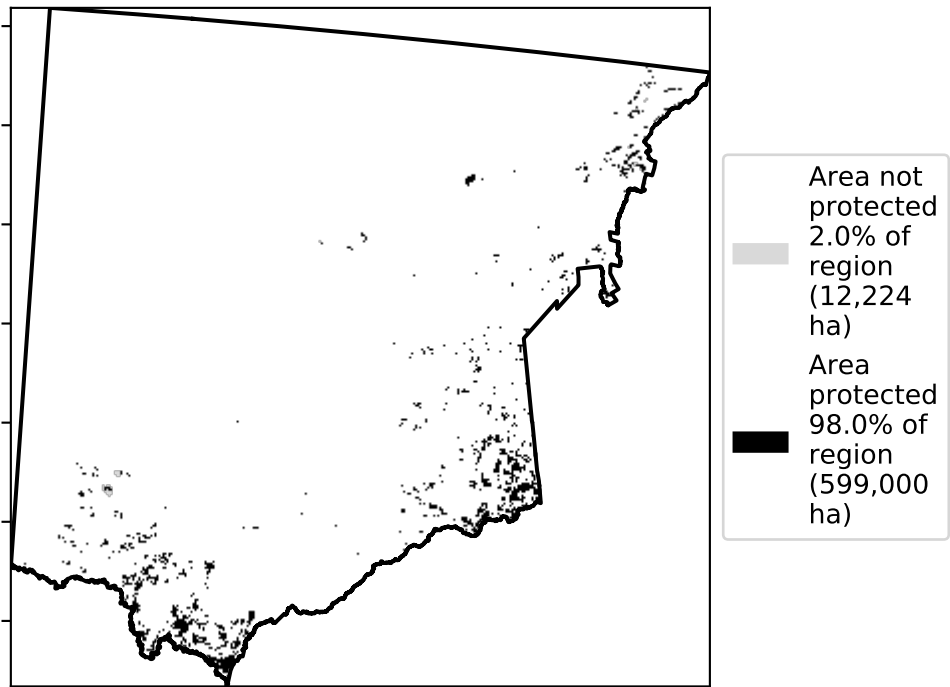 Area not
protected
2.0% of
region
(12,224
ha)
Area
protected
98.0% of
region
(599,000
ha)